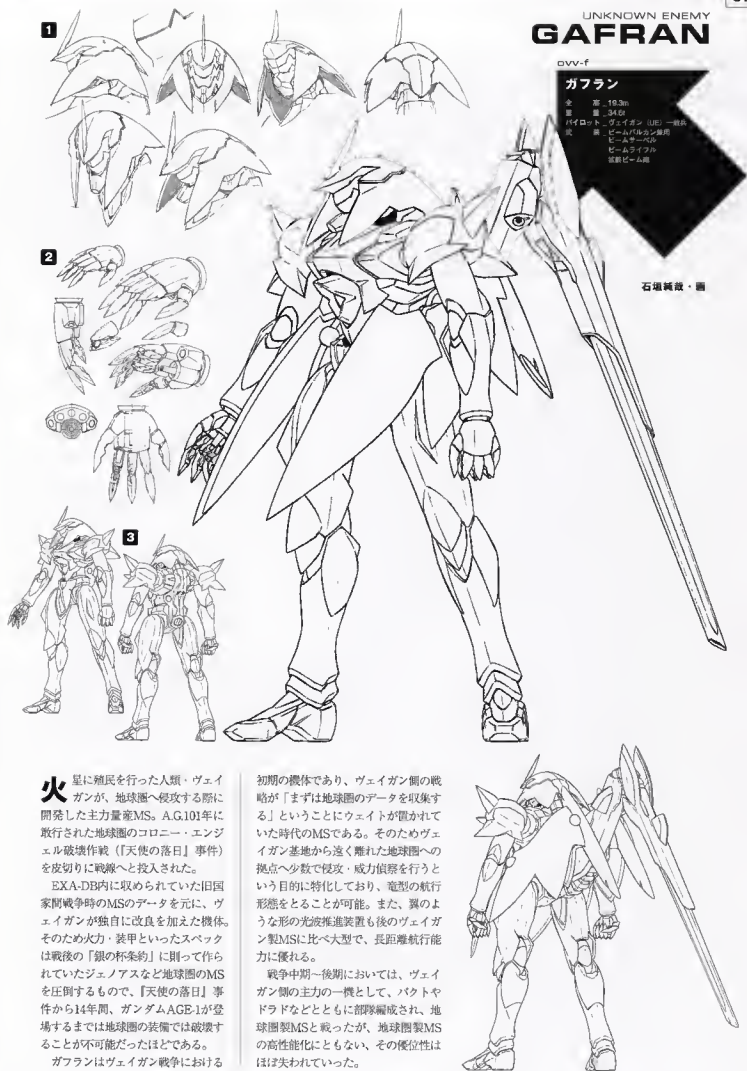 1
UNKNOWN ENEMY
GAFRAN
ovv-f
ガフラン
全　高_19.3m
重　量_34.6t
パイロット_ヴェイガン（UE）一般兵
武　装_ビームバルカン兼用
ビームサーベル
ビームライフル
拡散ビーム砲
2
石垣純哉・画
3
火星に殖民を行った人類・ヴェイ
ガンが、地球圏へ侵攻する際に
開発した主力量産MS。A.G.101年に
敢行された地球圏のコロニー・エンジ
ェル破壊作戦（『天使の落日』事件）
を皮切りに戦線へと投入された。
EXA-DB内に収められていた旧国
家間戦争時のMSのデータを元に、ヴ
ェイガンが独自に改良を加えた機体。
そのため火力・装甲といったスペック
は戦後の「銀の杯条約」に則って作ら
れていたジェノアスなど地球圏のMS
を圧倒するもので、『天使の落日』事
件から14年間、ガンダムAGE-1が登
場するまでは地球圏の装備では破壊す
ることが不可能だったほどである。
ガフランはヴェイガン戦争における
初期の機体であり、ヴェイガン側の戦
略が「まずは地球圏のデータを収集す
る」ということにウェイトが置かれて
いた時代のMSである。そのためヴェ
イガン基地から遠く離れた地球圏への
拠点へ少数で侵攻・威力偵察を行うと
いう目的に特化しており、竜型の航行
形態をとることが可能。また、翼のよ
うな形の光波推進装置も後のヴェイガ
ン製MSに比べ大型で、長距離航行能
力に優れる。
戦争中期～後期においては、ヴェイ
ガン側の主力の一機として、バクトや
ドラドなどとともに部隊編成され、地
球圏製MSと戦ったが、地球圏製MS
の高性能化にともない、その優位性は
ほぼ失われていった。